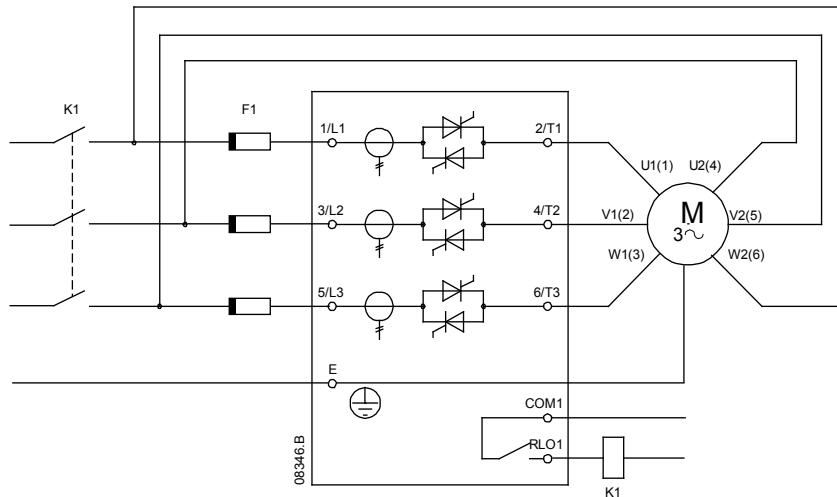 K1
F1
1/L1
2/T1
U1(1)
U2(4)
3/L2
4/T2
V1(2)
M
3~
V2(5)
W1(3)
W2(6)
5/L3
6/T3
E
COM1
RLO1
K1
08346.B